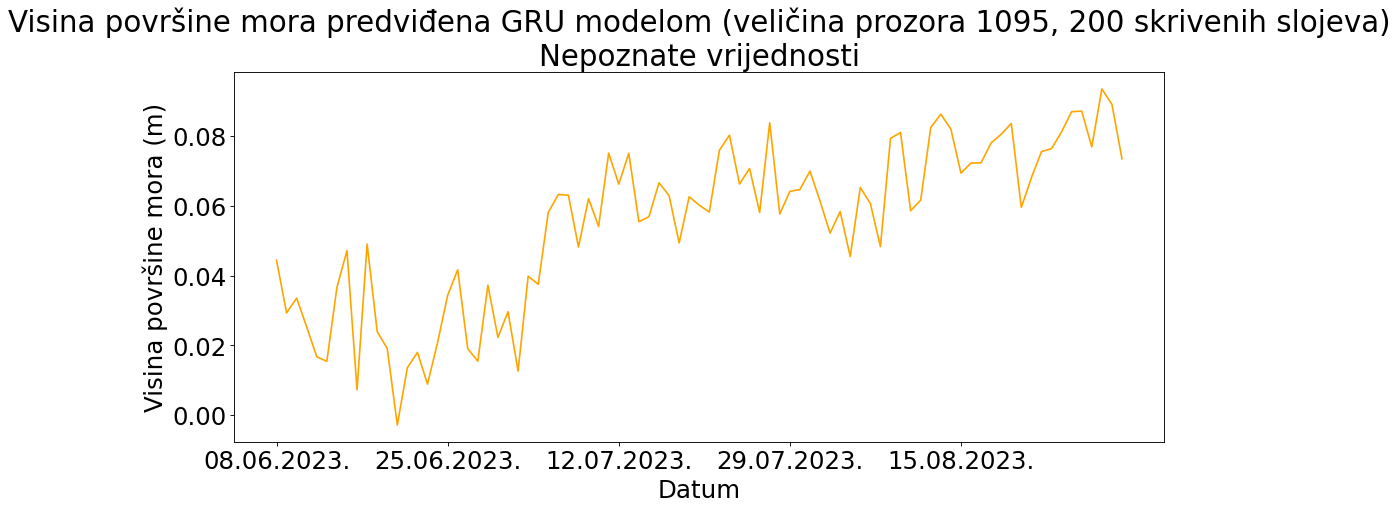 Visina površine mora predviđena GRU modelom (veličina prozora 1095, 200 skrivenih slojeva)
Nepoznate vrijednosti
Visina površine mora (m)
0.08
0.06
0.04
0.02
0.00
08.06.2023.
25.06.2023.
12.07.2023.
29.07.2023.
15.08.2023.
Datum